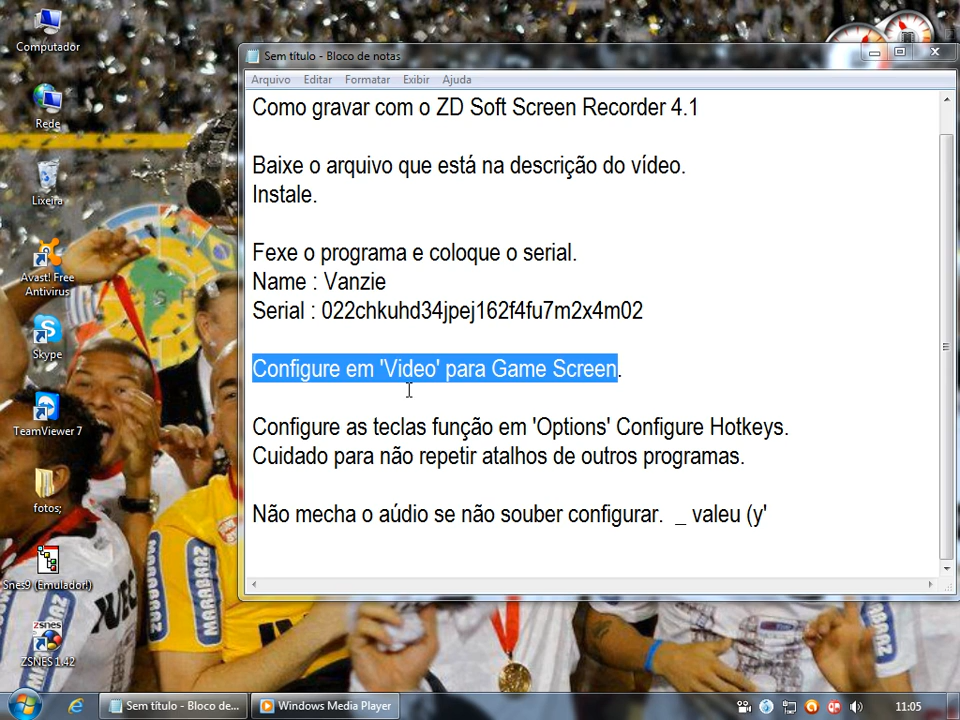 Computador
Rede
Lixeira
Avast! Free
Antivirus
Skype
TeamViewer 7
fotos;
Snes9 (Emulador!)
zsnes
ZSNES 1.42
Sem título - Bloco de notas
Arquivo Editar Formatar Exibir Ajuda
Como gravar com o ZD Soft Screen Recorder 4.1
Baixe o arquivo que está na descrição do vídeo.
Instale.
Fexe o programa e coloque o serial.
Name : Vanzie
Serial : 022chkuhd34jpej162f4fu7m2x4m02
Configure em 'Video' para Game Screen.
Configure as teclas função em 'Options' Configure Hotkeys.
Cuidado para não repetir atalhos de outros programas.
Não mecha o aúdio se não souber configurar.  _ valeu (y'
MARABRAZ
MARABRAZ
Sem título - Bloco de...
Windows Media Player
11:05